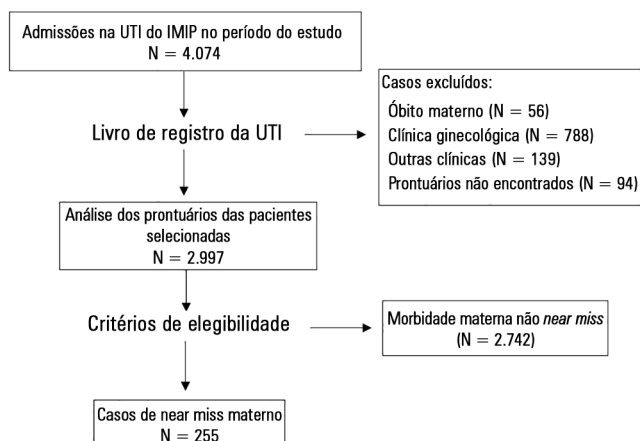 Admissões na UTI do IMIP no período do estudo
N = 4.074
Casos excluídos:
Óbito materno (N = 56)
Clínica ginecológica (N = 788)
Outras clínicas (N = 139)
Prontuários não encontrados (N = 94)
Livro de registro da UTI
Análise dos prontuários das pacientes
selecionadas
N = 2.997
Critérios de elegibilidade
Morbidade materna não near miss
(N = 2.742)
Casos de near miss materno
N = 255